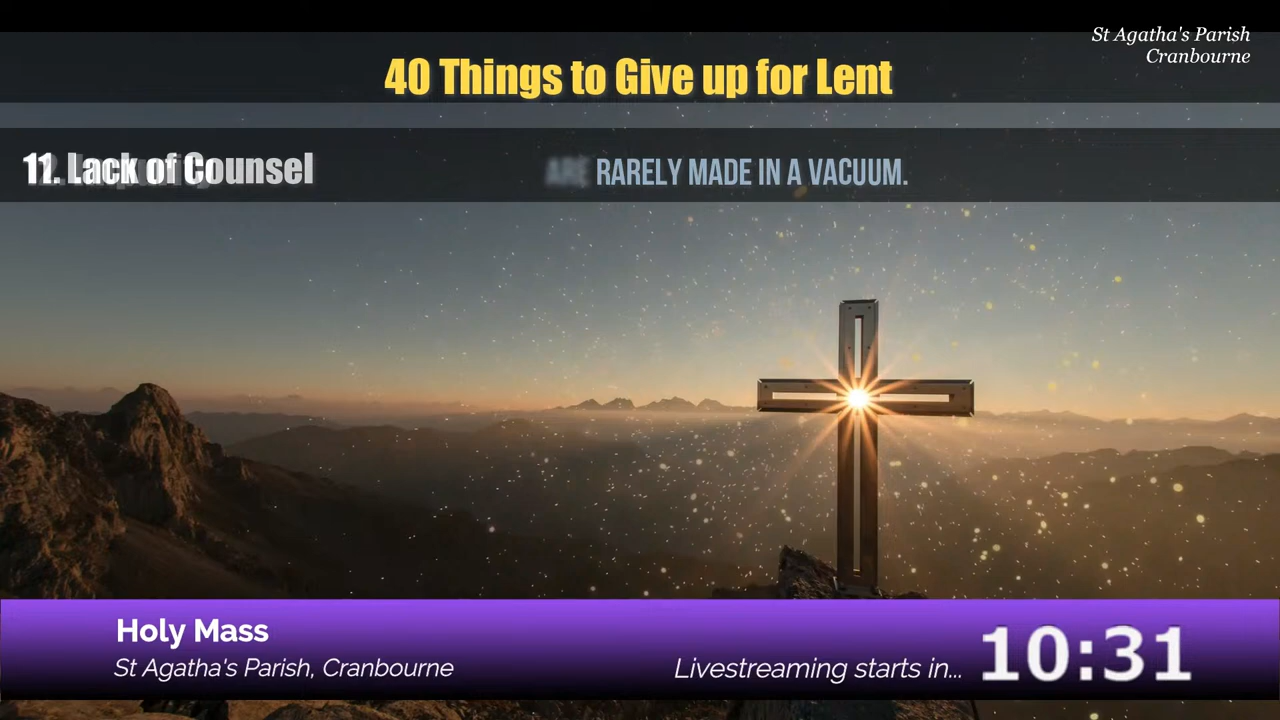 St Agatha's Parish
Cranbourne
40 Things to Give up for Lent
11. Lack of Counsel
ARE RARELY MADE IN A VACUUM.
Holy Mass
St Agatha's Parish, Cranbourne
Livestreaming starts in...
10:31